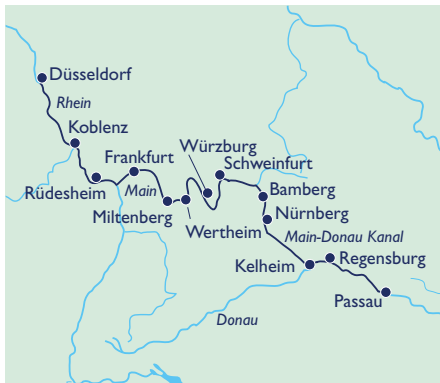 Düsseldorf
Rhein
Koblenz
Würzburg
Frankfurt
Schweinfurt
Rüdesheim
Main
Bamberg
Miltenberg
Nürnberg
Wertheim
Main-Donau Kanal
Kelheim
Regensburg
Passau
Donau